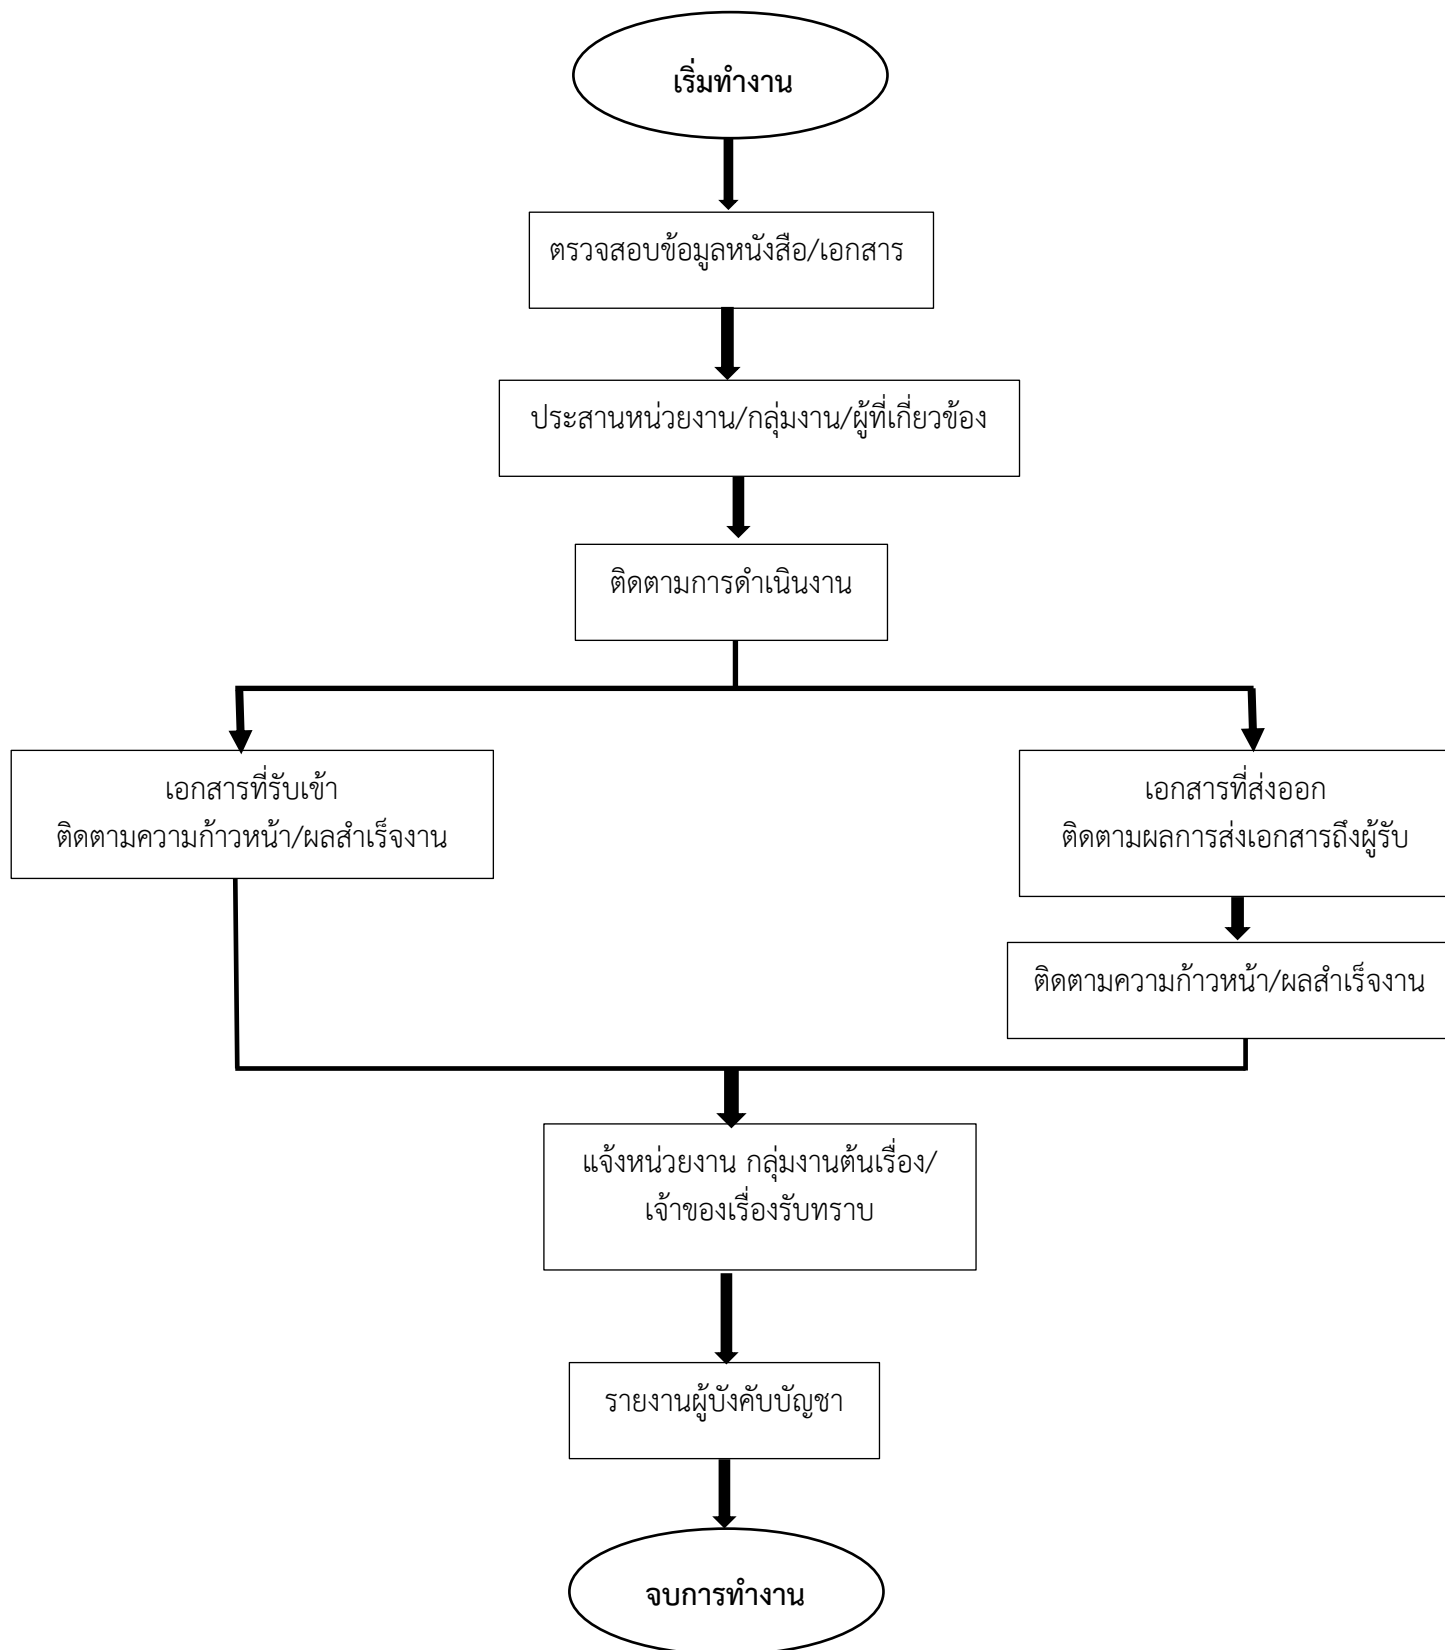 เริ่มทำงาน
ตรวจสอบข้อมูลหนังสือ/เอกสาร
ประสานหน่วยงาน/กลุ่มงาน/ผู้ที่เกี่ยวข้อง
ติดตามการดำเนินงาน
เอกสารที่รับเข้า
ติดตามความก้าวหน้า/ผลสำเร็จงาน
เอกสารที่ส่งออก
ติดตามผลการส่งเอกสารถึงผู้รับ
ติดตามความก้าวหน้า/ผลสำเร็จงาน
แจ้งหน่วยงาน กลุ่มงานต้นเรื่อง/
เจ้าของเรื่องรับทราบ
รายงานผู้บังคับบัญชา
จบการทำงาน